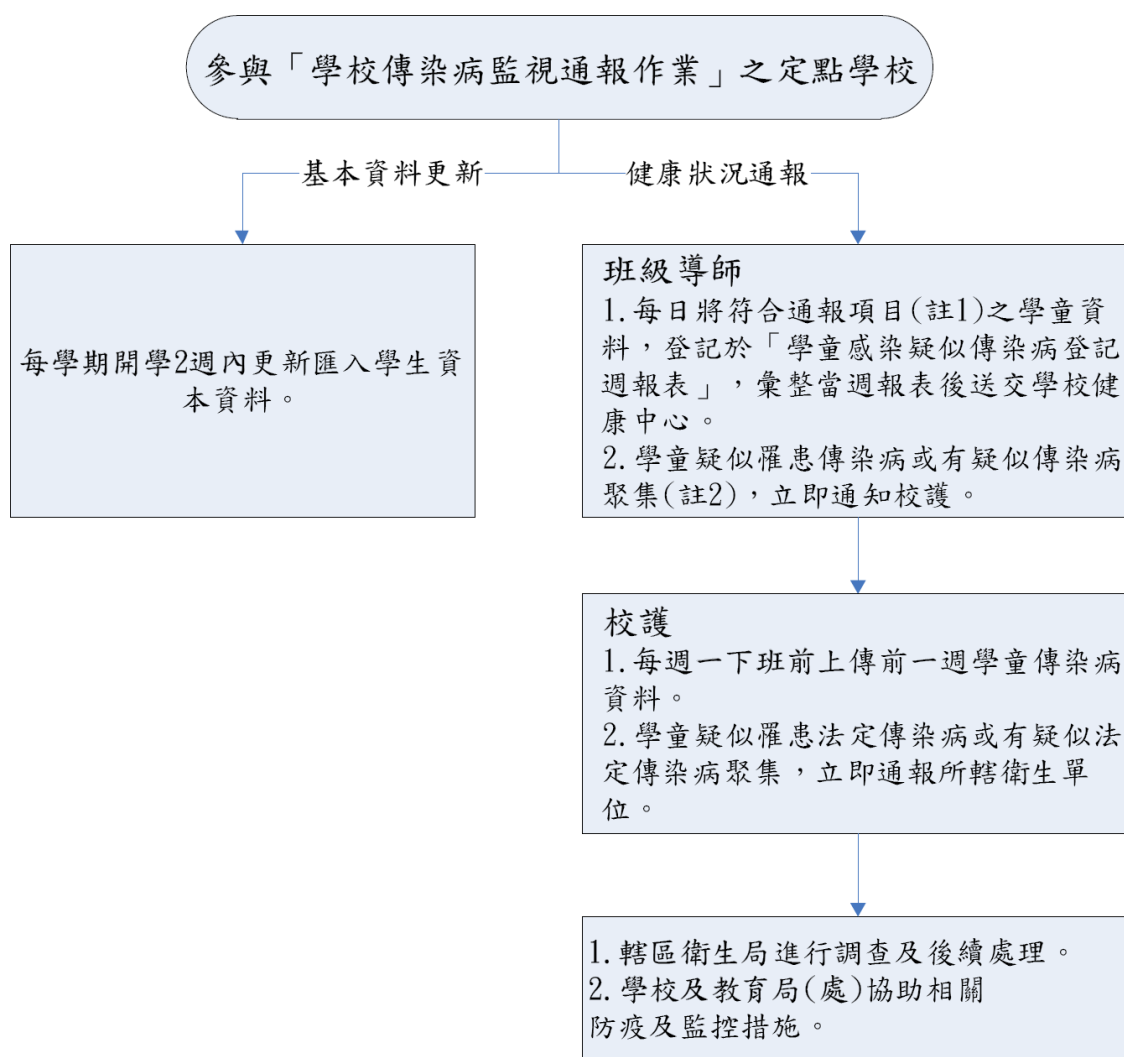 參與「學校傳染病監視通報作業」之定點學校
基本資料更新
健康狀況通報
每學期開學2週內更新匯入學生資
本資料。
班級導師
1.每日將符合通報項目(註1)之學童資
料，登記於「學童感染疑似傳染病登記
週報表」，彙整當週報表後送交學校健
康中心。
2.學童疑似罹患傳染病或有疑似傳染病
聚集(註2)，立即通知校護。
校護
1.每週一下班前上傳前一週學童傳染病
資料。
2.學童疑似罹患法定傳染病或有疑似法
定傳染病聚集，立即通報所轄衛生單
位。
1.轄區衛生局進行調查及後續處理。
2.學校及教育局(處)協助相關
防疫及監控措施。